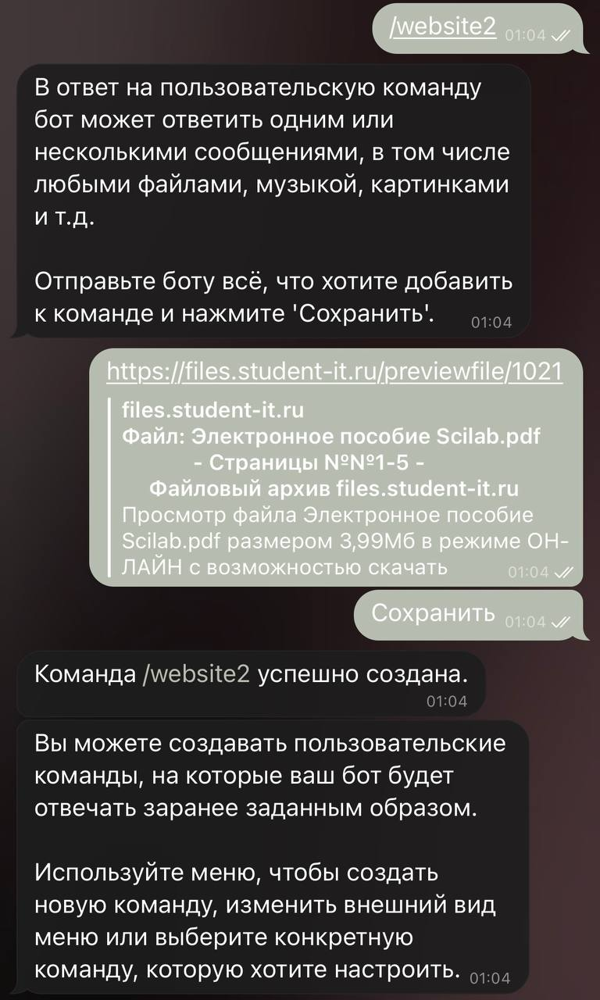 /website2 01:04
В ответ на пользовательскую команду
бот может ответить одним или
несколькими сообщениями, в том числе
любыми файлами, музыкой, картинками
и т.д.
Отправьте боту всё, что хотите добавить
к команде и нажмите 'Сохранить'. 01:04
https://files.student-it.ru/previewfile/1021
files.student-it.ru
Файл: Электронное пособие Scilab.pdf
- Страницы №№1-5 -
Файловый архив files.student-it.ru
Просмотр файла Электронное пособие
Scilab.pdf размером 3,99Мб в режиме ОН-
ЛАЙН с возможностью скачать 01:04
Сохранить 01:04
Команда /website2 успешно создана.
01:04
Вы можете создавать пользовательские
команды, на которые ваш бот будет
отвечать заранее заданным образом.
Используйте меню, чтобы создать
новую команду, изменить внешний вид
меню или выберите конкретную
команду, которую хотите настроить. 01:04